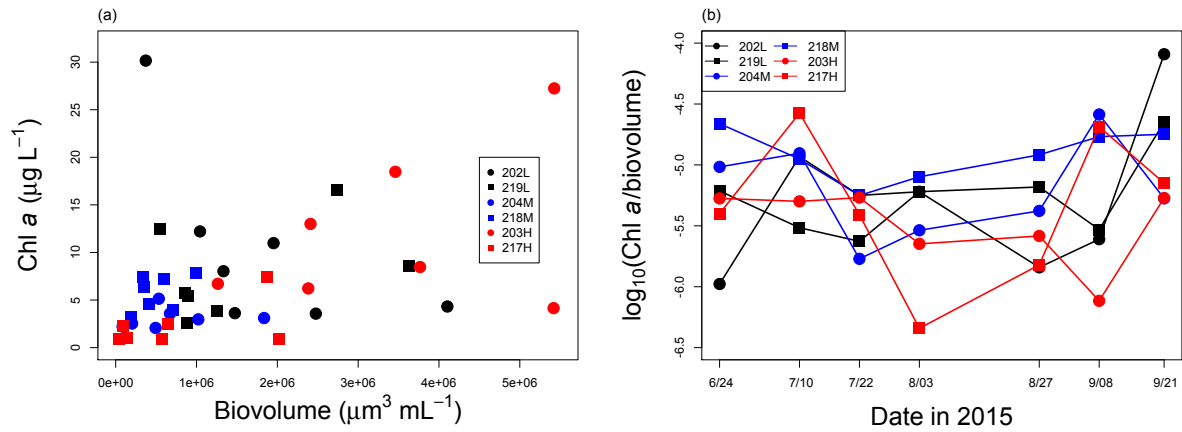 (a)
Chl a (μg L⁻¹)
30
25
20
15
10
5
0
202L
219L
204M
218M
203H
217H
0e+00 1e+06 2e+06 3e+06 4e+06 5e+06
Biovolume (μm³ mL⁻¹)
(b)
log₁₀(Chl a/biovolume)
-4.0
-4.5
-5.0
-5.5
-6.0
-6.5
202L 218M
219L 203H
204M 217H
6/24 7/10 7/22 8/03 8/27 9/08 9/21
Date in 2015